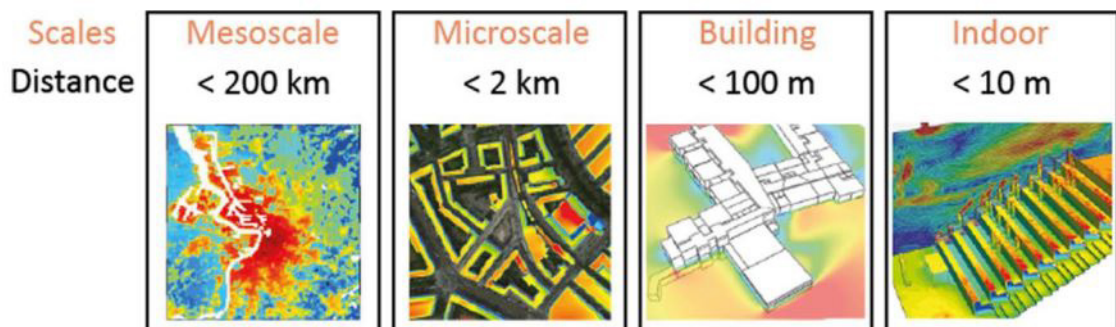 Scales Mesoscale Microscale Building Indoor
Distance < 200 km < 2 km < 100 m < 10 m